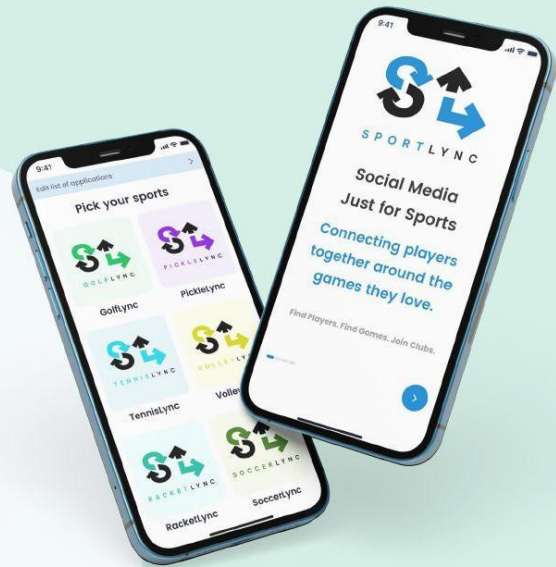 9:41
Edit list of applications
Pick your sports
GOLFLYNC
GolfLync
PICKLELYNC
PickleLync
TENNISLYNC
TennisLync
VOLLEYLYNC
RACKETLYNC
RacketLync
SOCCERLYNC
SoccerLync
9:41
SPORTLYNC
Social Media
Just for Sports
Connecting players
together around the
games they love.
Find Players. Find Games. Join Clubs.